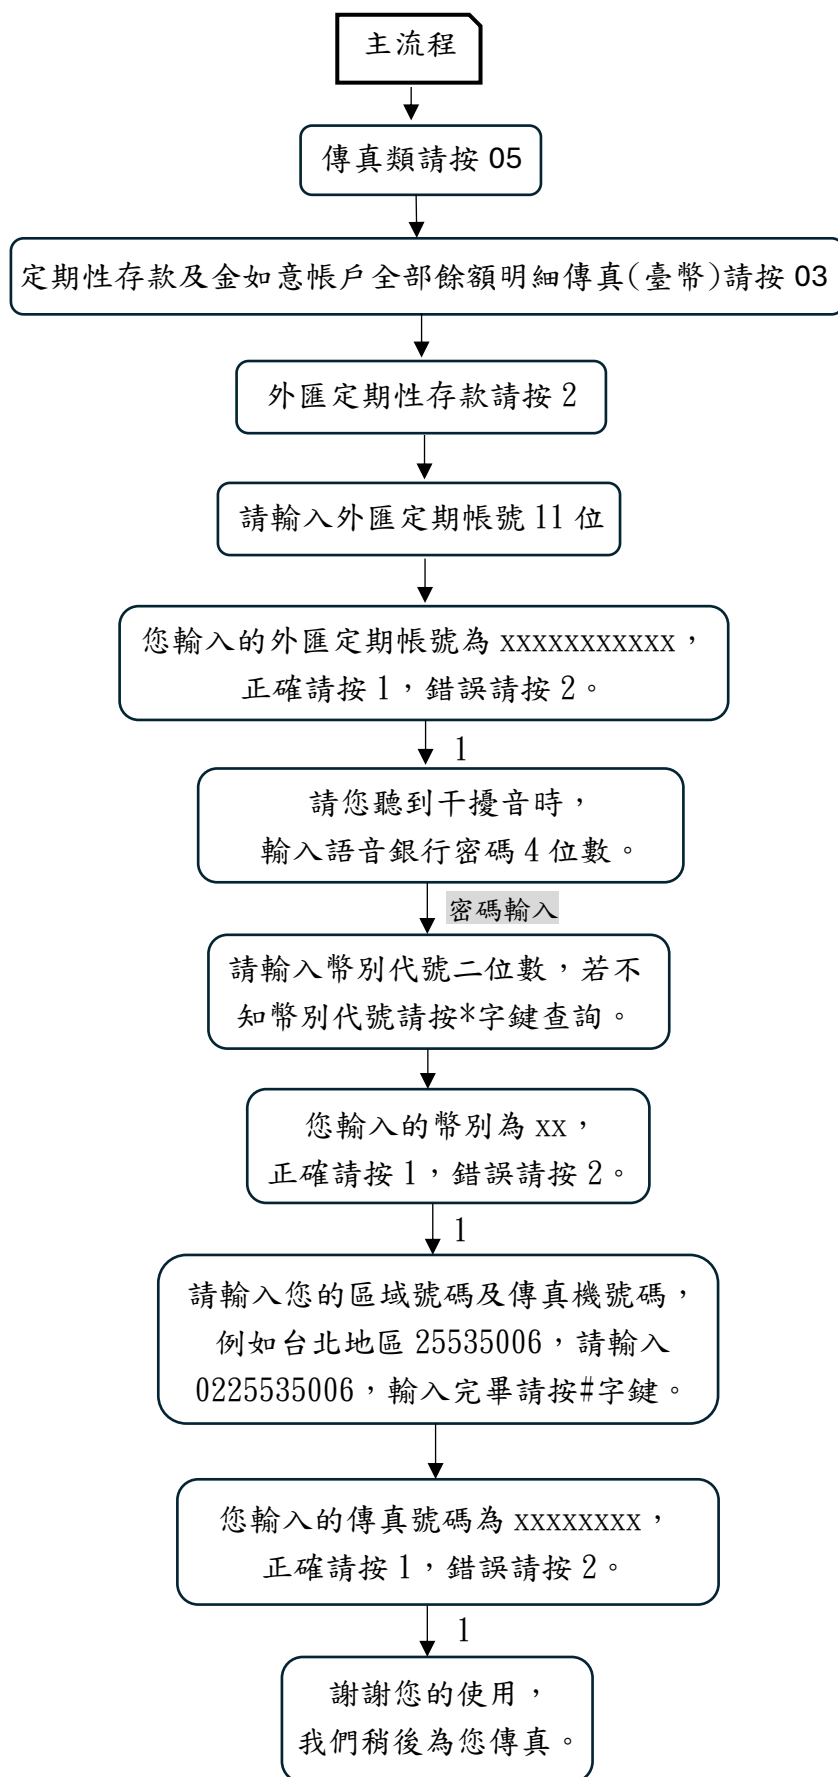 主流程
傳真類請按 05
定期性存款及金如意帳戶全部餘額明細傳真(臺幣)請按 03
外匯定期性存款請按 2
請輸入外匯定期帳號 11 位
您輸入的外匯定期帳號為 xxxxxxxxxxx，
正確請按 1，錯誤請按 2。
1
請您聽到干擾音時，
輸入語音銀行密碼 4 位數。
密碼輸入
請輸入幣別代號二位數，若不
知幣別代號請按*字鍵查詢。
您輸入的幣別為 xx，
正確請按 1，錯誤請按 2。
1
請輸入您的區域號碼及傳真機號碼，
例如台北地區 25535006，請輸入
0225535006，輸入完畢請按#字鍵。
您輸入的傳真號碼為 xxxxxxxx，
正確請按 1，錯誤請按 2。
1
謝謝您的使用，
我們稍後為您傳真。